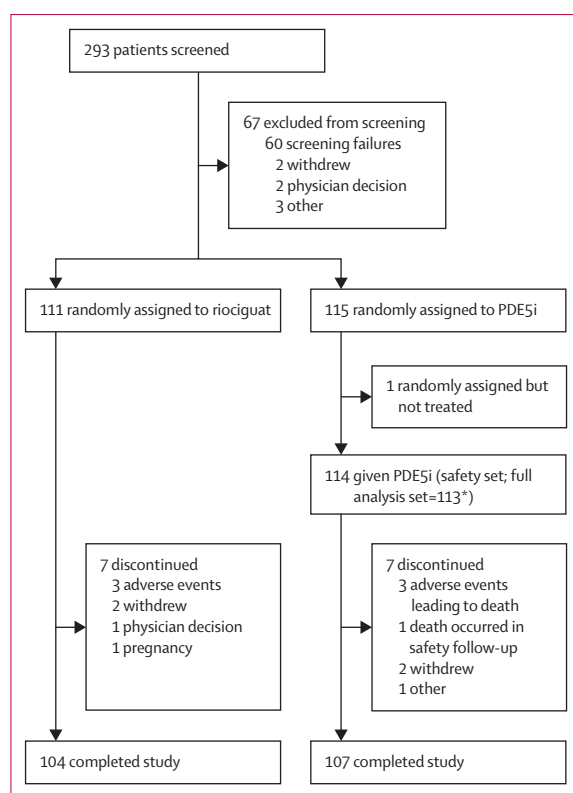 293 patients screened
67 excluded from screening
60 screening failures
2 withdrew
2 physician decision
3 other
111 randomly assigned to riociguat
115 randomly assigned to PDE5i
1 randomly assigned but
not treated
114 given PDE5i (safety set; full
analysis set=113*)
7 discontinued
3 adverse events
2 withdrew
1 physician decision
1 pregnancy
7 discontinued
3 adverse events
leading to death
1 death occurred in
safety follow-up
2 withdrew
1 other
104 completed study
107 completed study